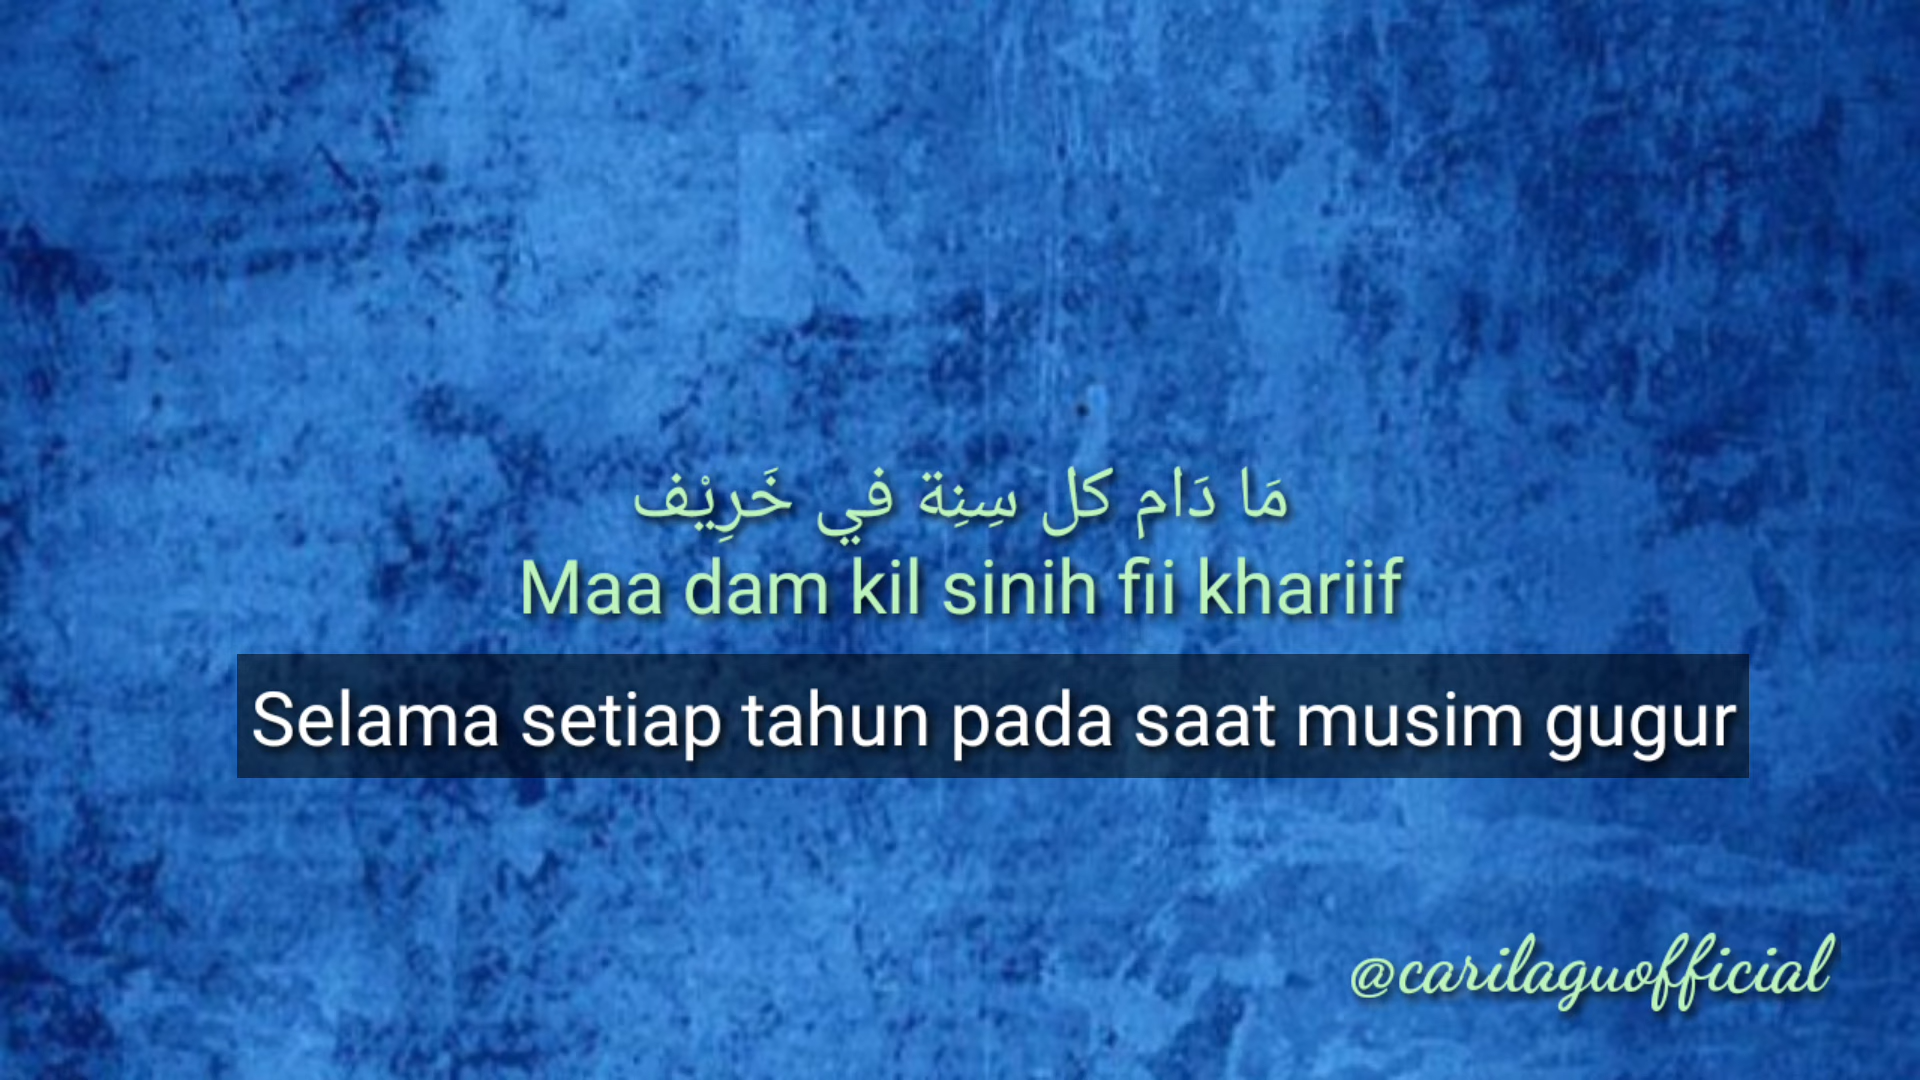 مَا دَام كل سِنِة في خَرِيْف
Maa dam kil sinih fii khariif
Selama setiap tahun pada saat musim gugur
@carilaguofficial